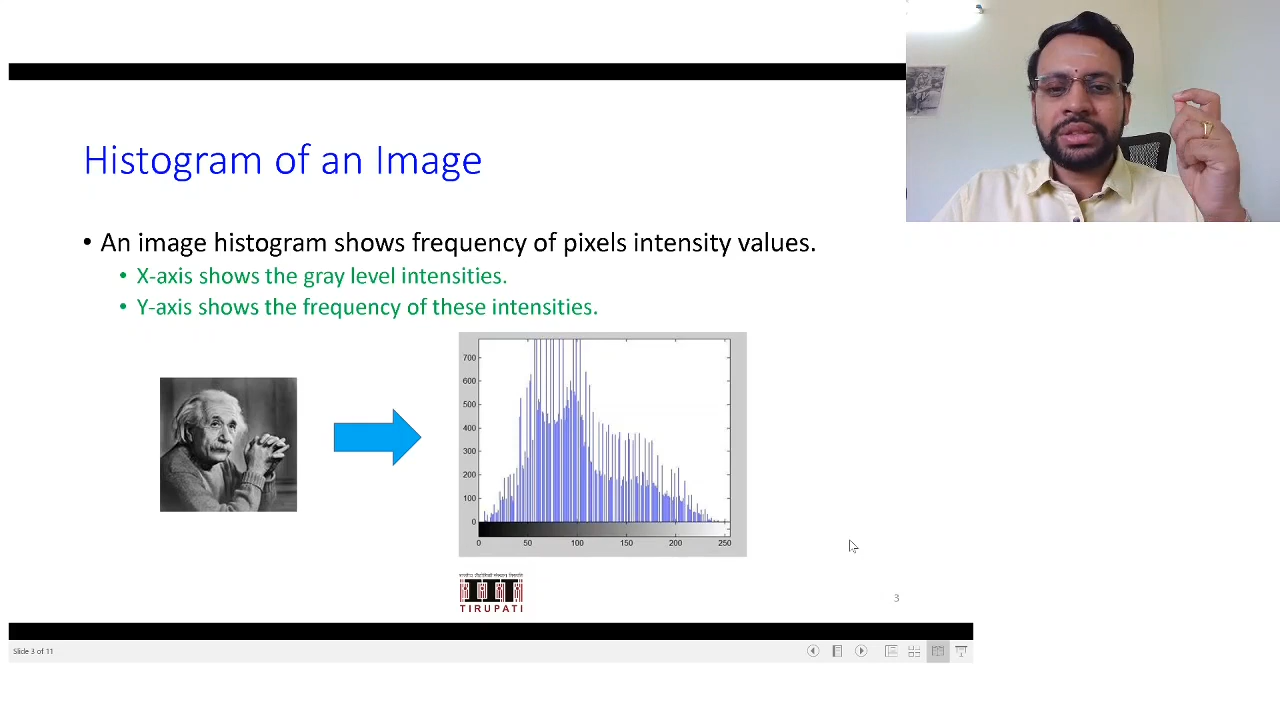 Histogram of an Image
• An image histogram shows frequency of pixels intensity values.
• X-axis shows the gray level intensities.
• Y-axis shows the frequency of these intensities.
700
600
500
400
300
200
100
0
0 50 100 150 200 250
TIRUPATI
3
Slide 3 of 11